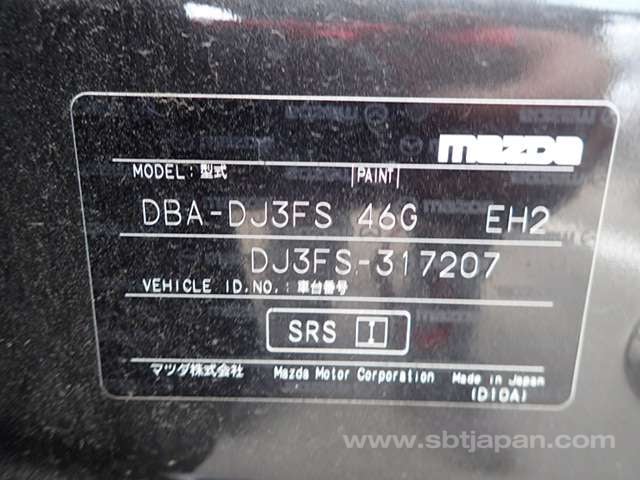 mazda
MODEL:型式 PAINT
DBA-DJ3FS 46G EH2
DJ3FS-317207
VEHICLE ID.NO.:車台番号
SRS I
マツダ株式会社 Mazda Motor Corporation Made in Japan
(D10A)
www.sbtjapan.com